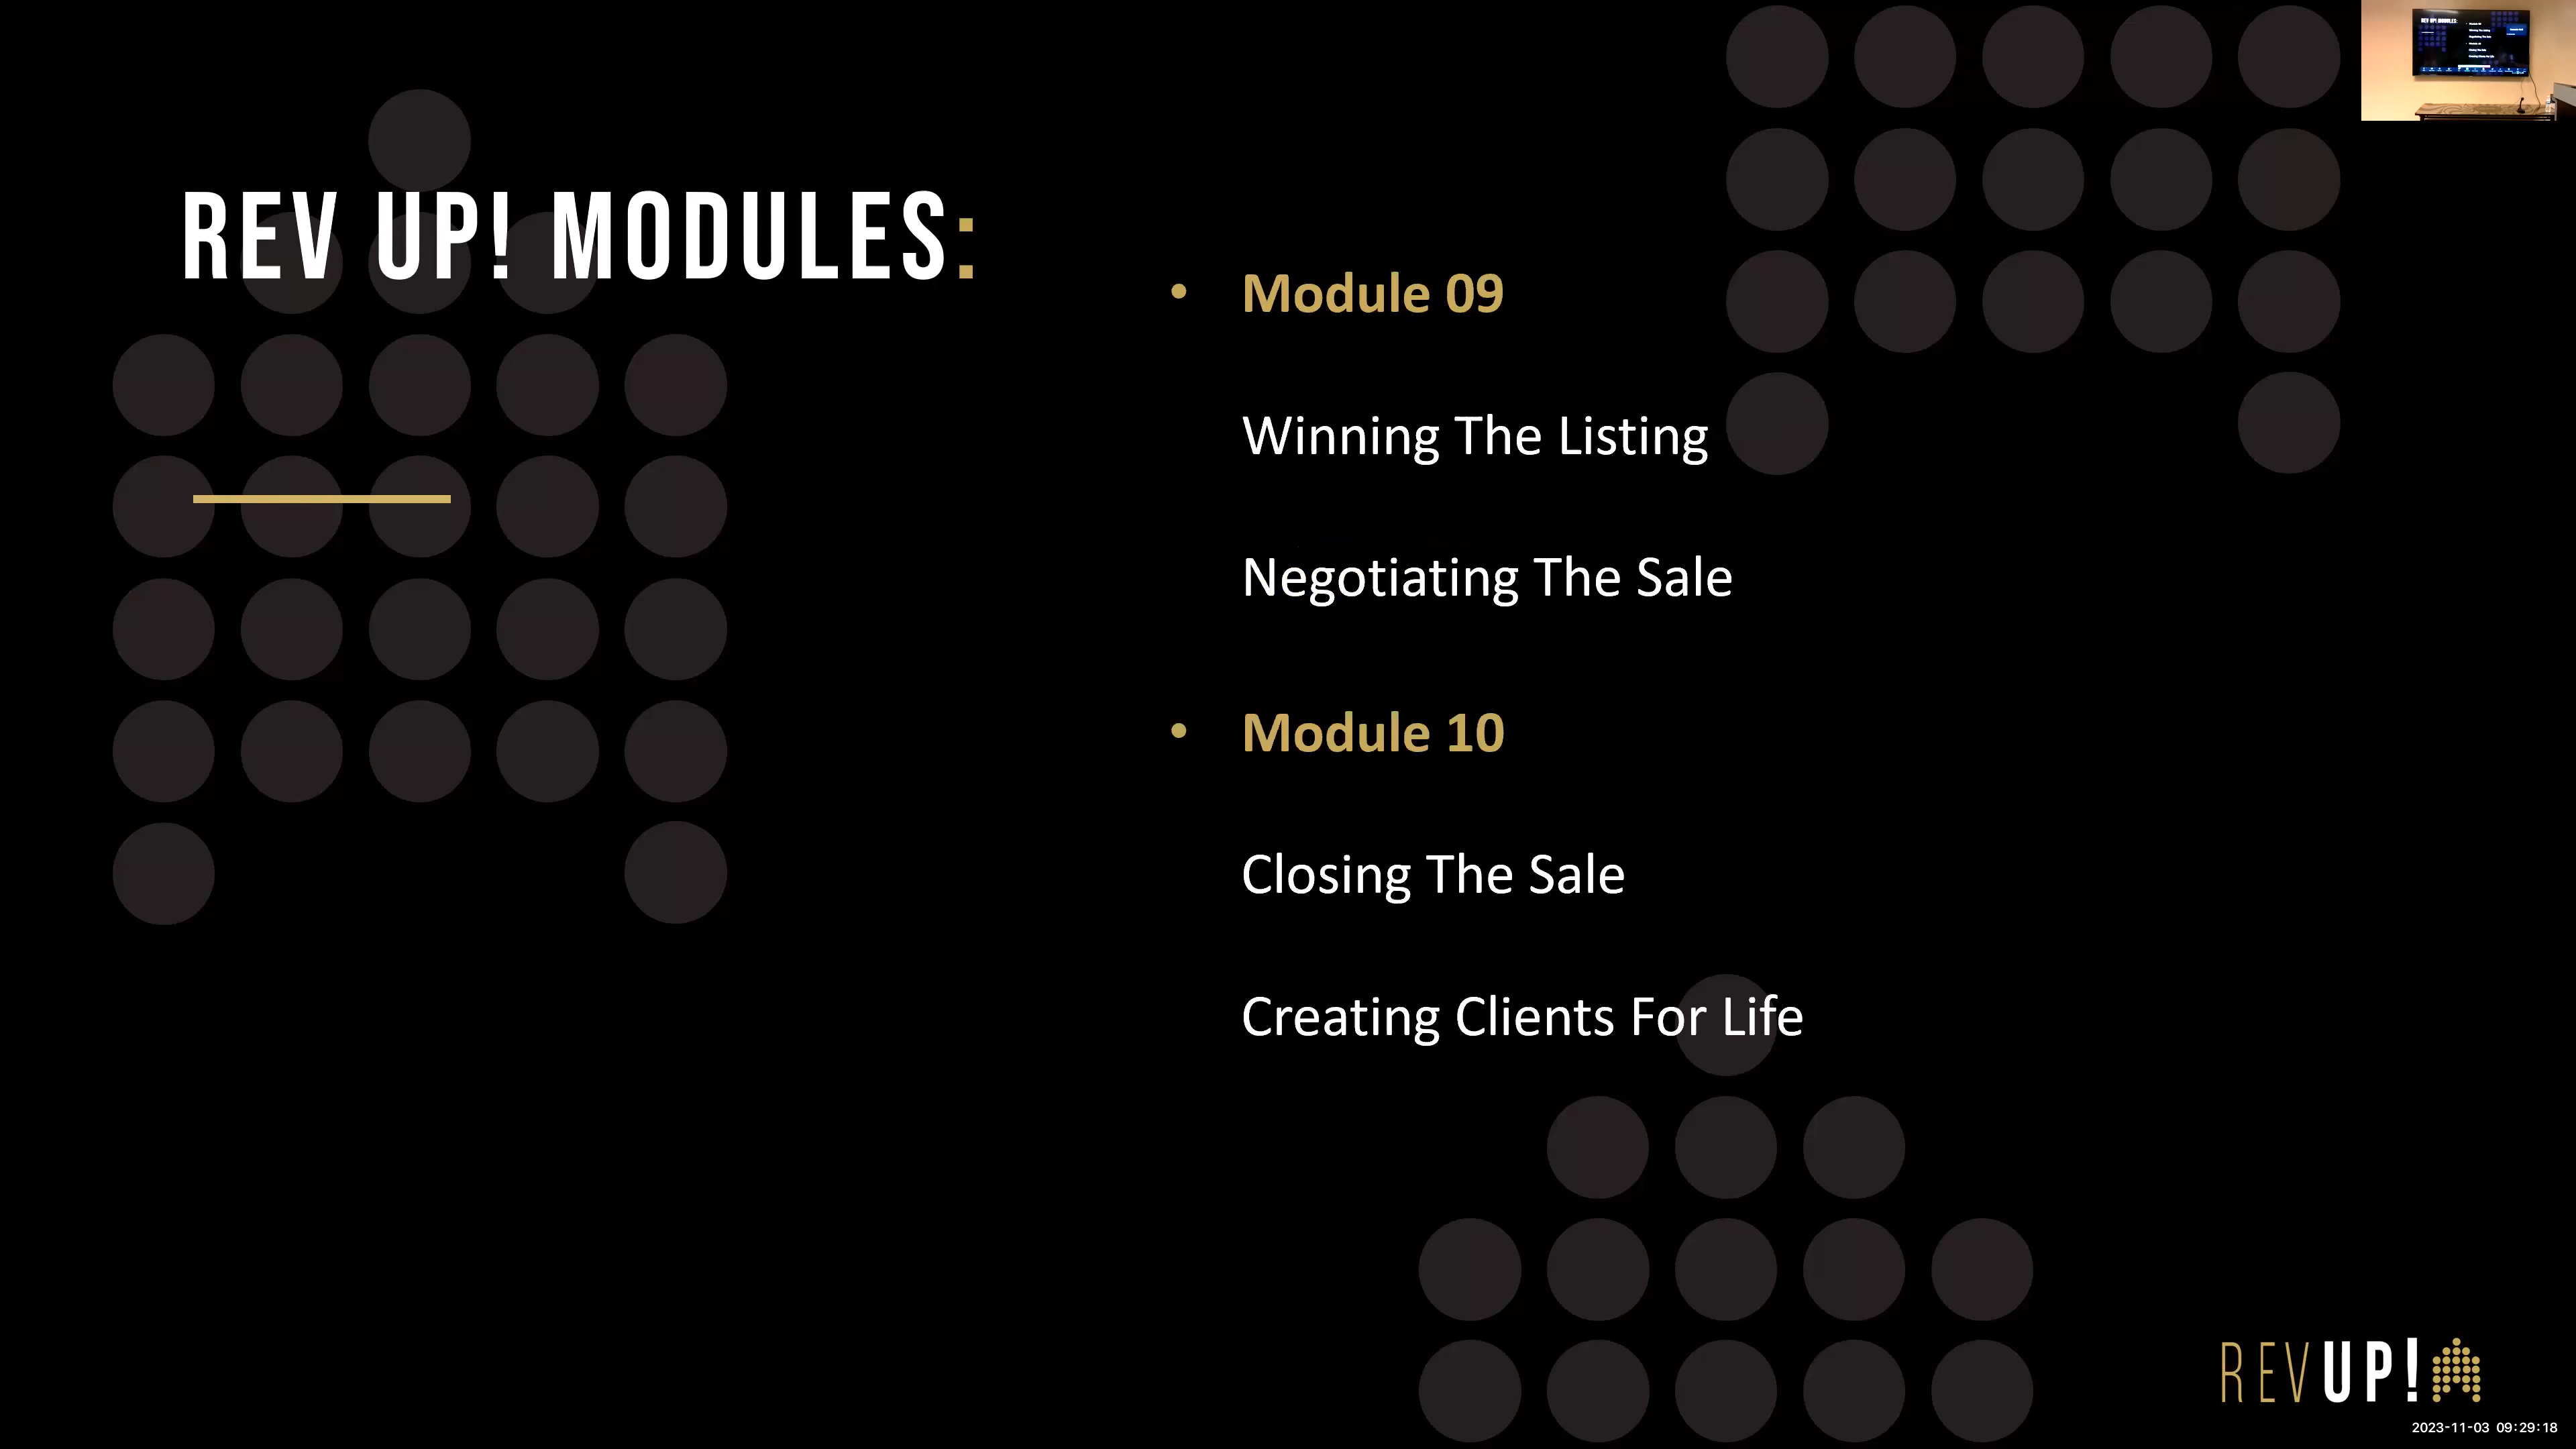 REV UP! MODULES:
• Module 09
Winning The Listing
Negotiating The Sale
• Module 10
Closing The Sale
Creating Clients For Life
REVUP!
2023-11-03 09:29:18